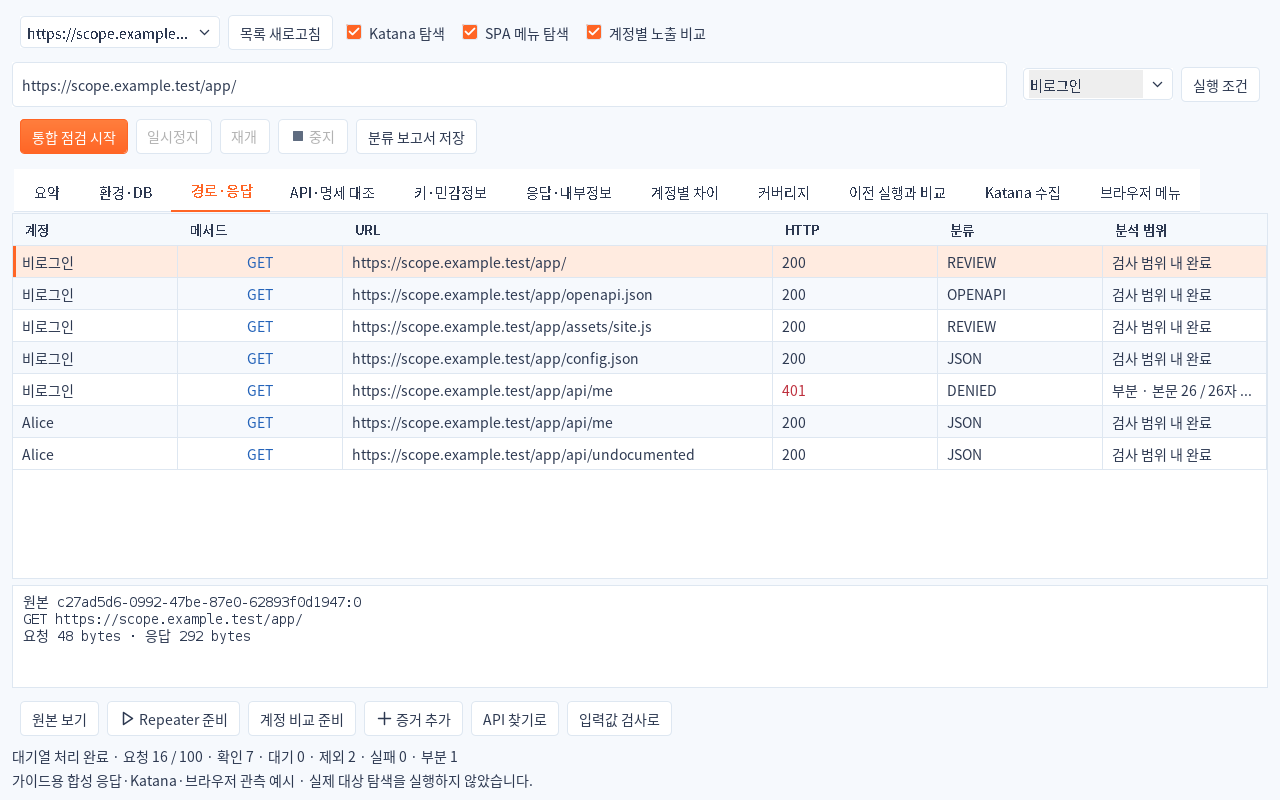 https://scope.example... 목록 새로고침 Katana 탐색 SPA 메뉴 탐색 계정별 노출 비교
https://scope.example.test/app/ 비로그인 실행 조건
통합 점검 시작 일시정지 재개 중지 분류 보고서 저장
요약 환경·DB 경로·응답 API·명세 대조 키·민감정보 응답·내부정보 계정별 차이 커버리지 이전 실행과 비교 Katana 수집 브라우저 메뉴
계정 메서드 URL HTTP 분류 분석 범위
비로그인 GET https://scope.example.test/app/ 200 REVIEW 검사 범위 내 완료
비로그인 GET https://scope.example.test/app/openapi.json 200 OPENAPI 검사 범위 내 완료
비로그인 GET https://scope.example.test/app/assets/site.js 200 REVIEW 검사 범위 내 완료
비로그인 GET https://scope.example.test/app/config.json 200 JSON 검사 범위 내 완료
비로그인 GET https://scope.example.test/app/api/me 401 DENIED 부분 · 본문 26 / 26자 ...
Alice GET https://scope.example.test/app/api/me 200 JSON 검사 범위 내 완료
Alice GET https://scope.example.test/app/api/undocumented 200 JSON 검사 범위 내 완료
원본 c27ad5d6-0992-47be-87e0-62893f0d1947:0
GET https://scope.example.test/app/
요청 48 bytes · 응답 292 bytes
원본 보기 Repeater 준비 계정 비교 준비 증거 추가 API 찾기로 입력값 검사로
대기열 처리 완료 · 요청 16 / 100 · 확인 7 · 대기 0 · 제외 2 · 실패 0 · 부분 1
가이드용 합성 응답·Katana·브라우저 관측 예시 · 실제 대상 탐색을 실행하지 않았습니다.